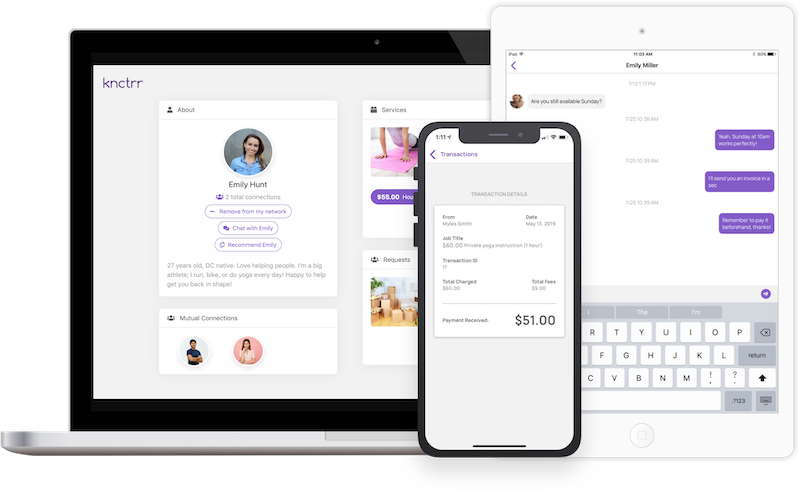 knctrr
About
Emily Hunt
2 total connections
Remove from my network
Chat with Emily
Recommend Emily
27 years old, DC native. Love helping people. I'm a big
athlete; I run, bike, or do yoga every day! Happy to help
get you back in shape!
Mutual Connections
Services
$55.00 Hou
Requests
1:11
Transactions
TRANSACTION DETAILS
From
Date
Myles Smith
May 13, 2019
Job Title
$60.00 Private yoga instruction (1 hour)
Transaction ID
11
Total Charged
Total Fees
$60.00
$9.00
Payment Received:
$51.00
iPad
11:03 AM
80%
Emily Miller
7/12 1:17 PM
Are you still available Sunday?
7/25 10:38 AM
Yeah, Sunday at 10am
works perfectly!
7/25 10:39 AM
I'll send you an invoice in a
sec
7/25 10:39 AM
Remember to pay it
beforehand, thanks!
I
The
I'm
R T Y U I O P
F G H J K L
return
C V B N M ! , ? .
.?123